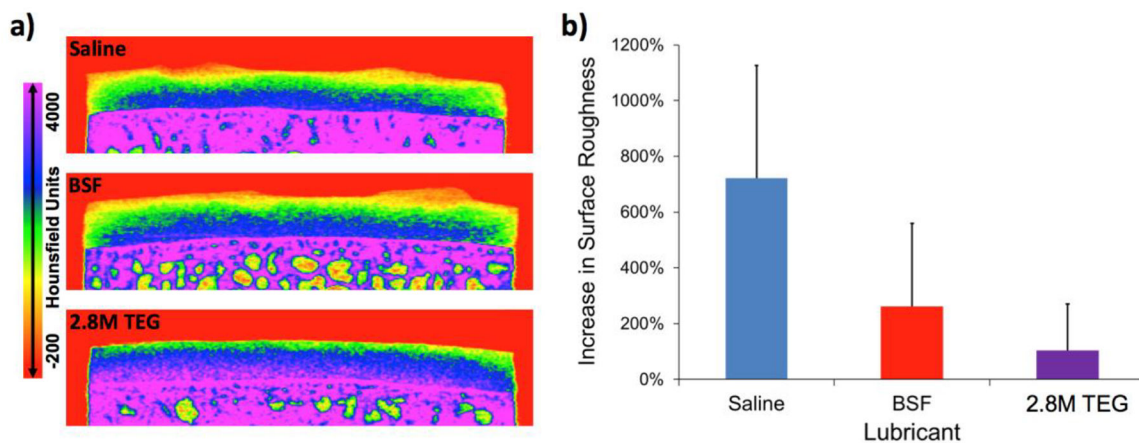 a)
Saline
4000
Hounsfield Units
-200
BSF
2.8M TEG
b)
Increase in Surface Roughness
1200%
1000%
800%
600%
400%
200%
0%
Saline BSF 2.8M TEG
Lubricant